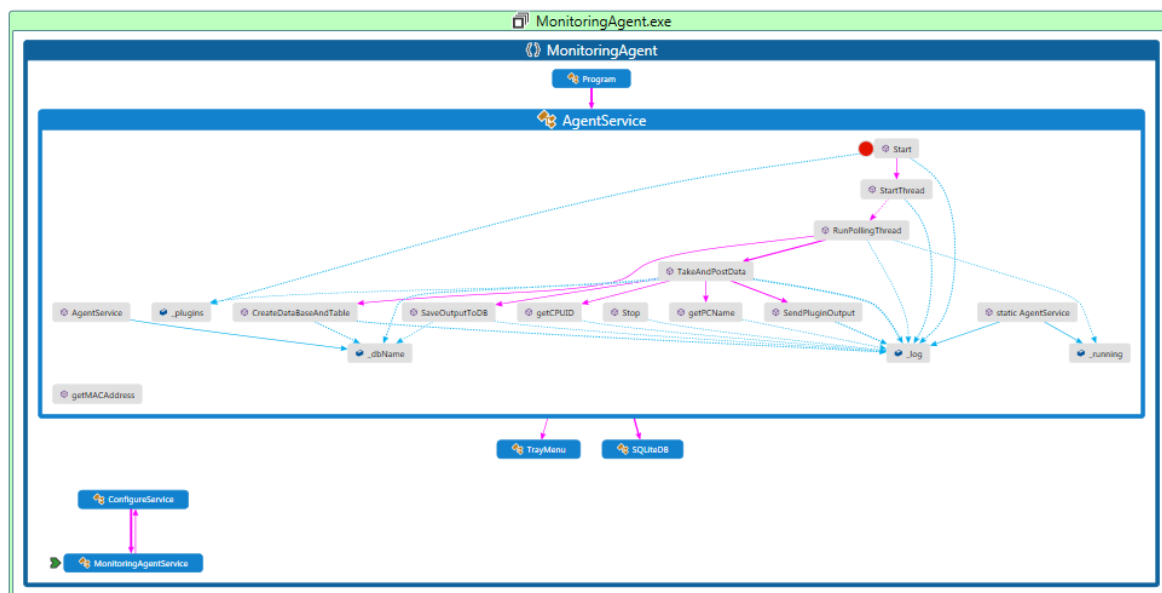 MonitoringAgent.exe
MonitoringAgent
Program
AgentService
Start
StartThread
RunPollingThread
TakeAndPostData
AgentService
_plugins
CreateDataBaseAndTable
SaveOutputToDB
getCPUID
Stop
getPCName
SendPluginOutput
static AgentService
_dbName
_log
_running
getMACAddress
TrayMenu
SQLiteDB
ConfigureService
MonitoringAgentService